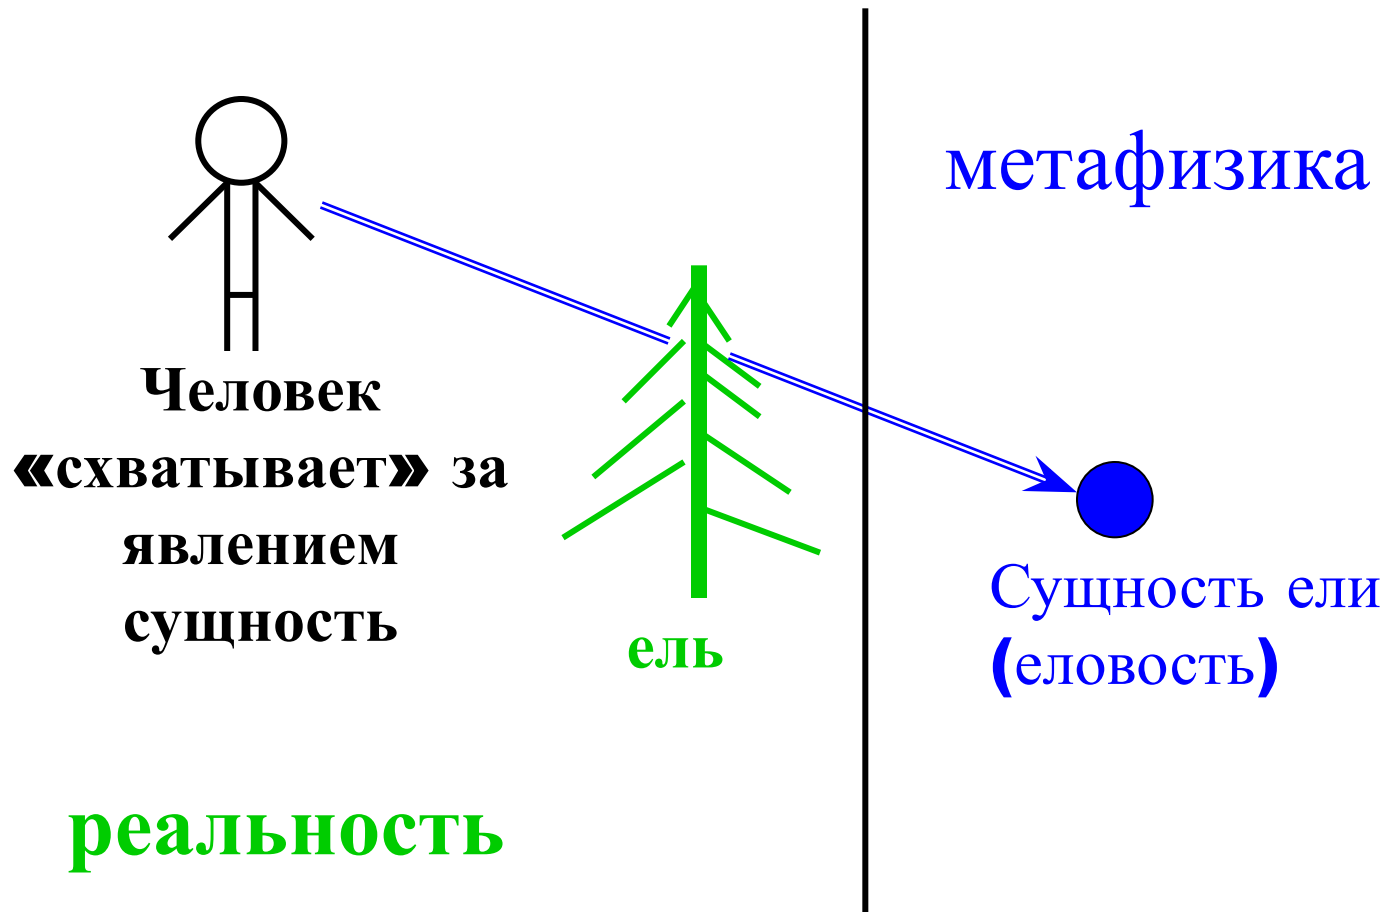 метафизика
Человек
«схватывает» за
явлением
сущность
ель
Сущность ели
(еловость)
реальность